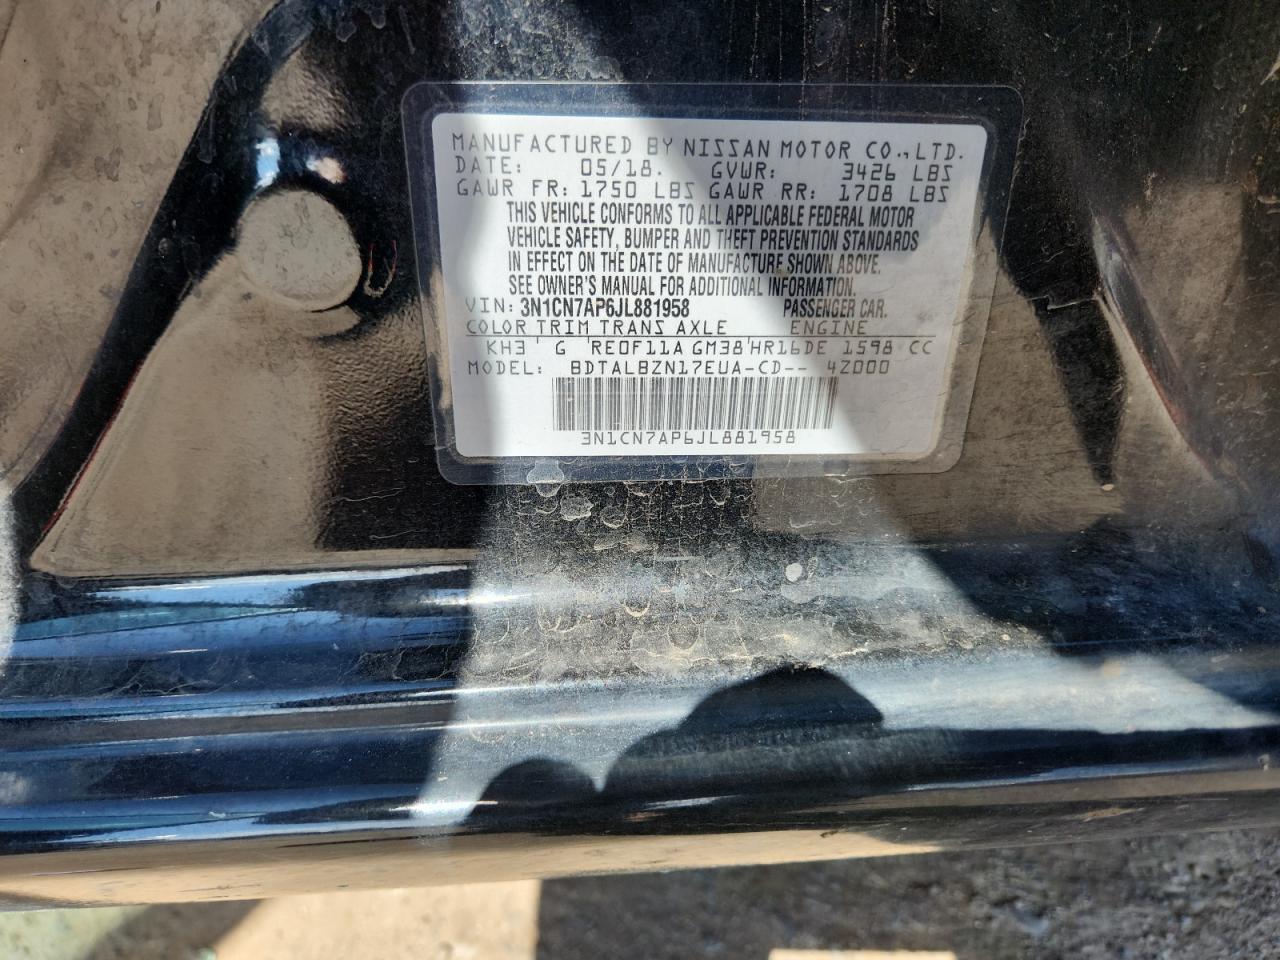 MANUFACTURED BY NISSAN MOTOR CO., LTD.
DATE: 05/18. GVWR: 3426 LBS
GAWR FR: 1750 LBS GAWR RR: 1708 LBS
THIS VEHICLE CONFORMS TO ALL APPLICABLE FEDERAL MOTOR
VEHICLE SAFETY, BUMPER AND THEFT PREVENTION STANDARDS
IN EFFECT ON THE DATE OF MANUFACTURE SHOWN ABOVE.
SEE OWNER'S MANUAL FOR ADDITIONAL INFORMATION.
VIN: 3N1CN7AP6JL881958 PASSENGER CAR.
COLOR TRIM TRANS AXLE ENGINE
KH3 G RE0F11A GM38 HR16DE 1598 CC
MODEL: BDTALBZN17EUA-CD-- 4Z000
3N1CN7AP6JL881958